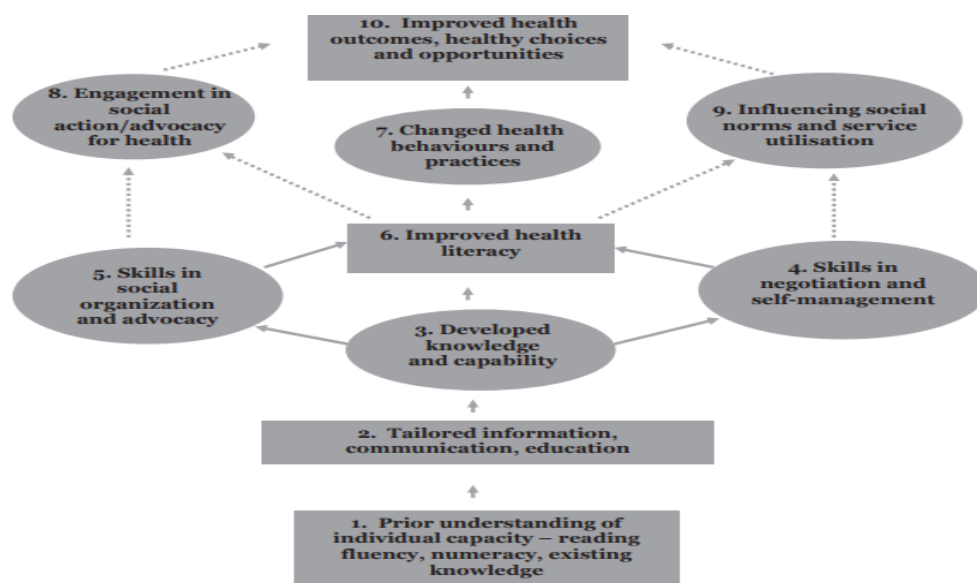 10. Improved health
outcomes, healthy choices
and opportunities
8. Engagement in
social
action/advocacy
for health
7. Changed health
behaviours and
practices
9. Influencing social
norms and service
utilisation
6. Improved health
literacy
5. Skills in
social
organization
and advocacy
4. Skills in
negotiation and
self-management
3. Developed
knowledge
and capability
2. Tailored information,
communication, education
1. Prior understanding of
individual capacity – reading
fluency, numeracy, existing
knowledge